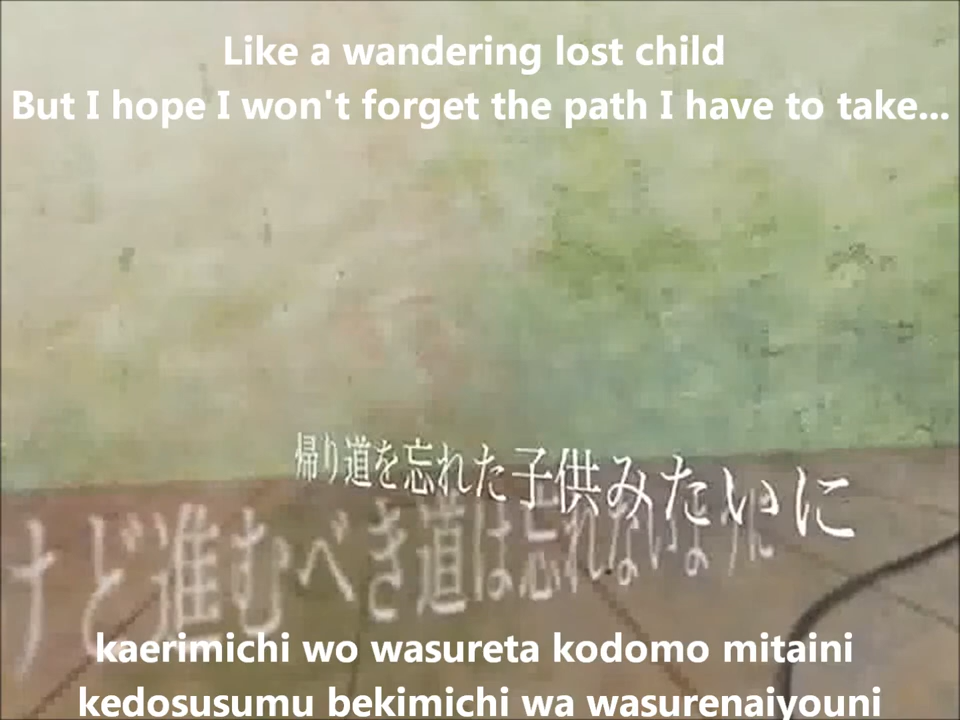 Like a wandering lost child
But I hope I won't forget the path I have to take...
帰り道を忘れた子供みたいに
けど進むべき道は忘れないように
kaerimichi wo wasureta kodomo mitaini
kedosusumu bekimichi wa wasurenaiyouni